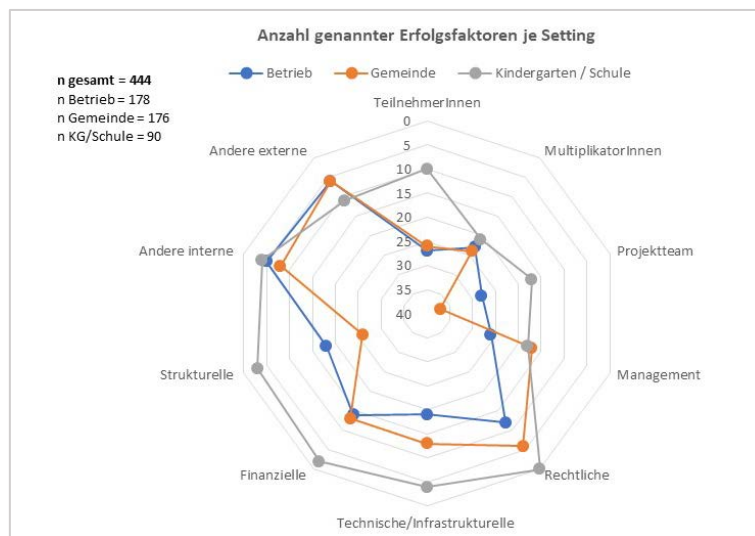 Anzahl genannter Erfolgsfaktoren je Setting
n gesamt = 444
n Betrieb = 178
n Gemeinde = 176
n KG/Schule = 90
Betrieb
Gemeinde
Kindergarten / Schule
TeilnehmerInnen
MultiplikatorInnen
Projektteam
Management
Rechtliche
Technische/Infrastrukturelle
Finanzielle
Strukturelle
Andere interne
Andere externe
0
5
10
15
20
25
30
35
40